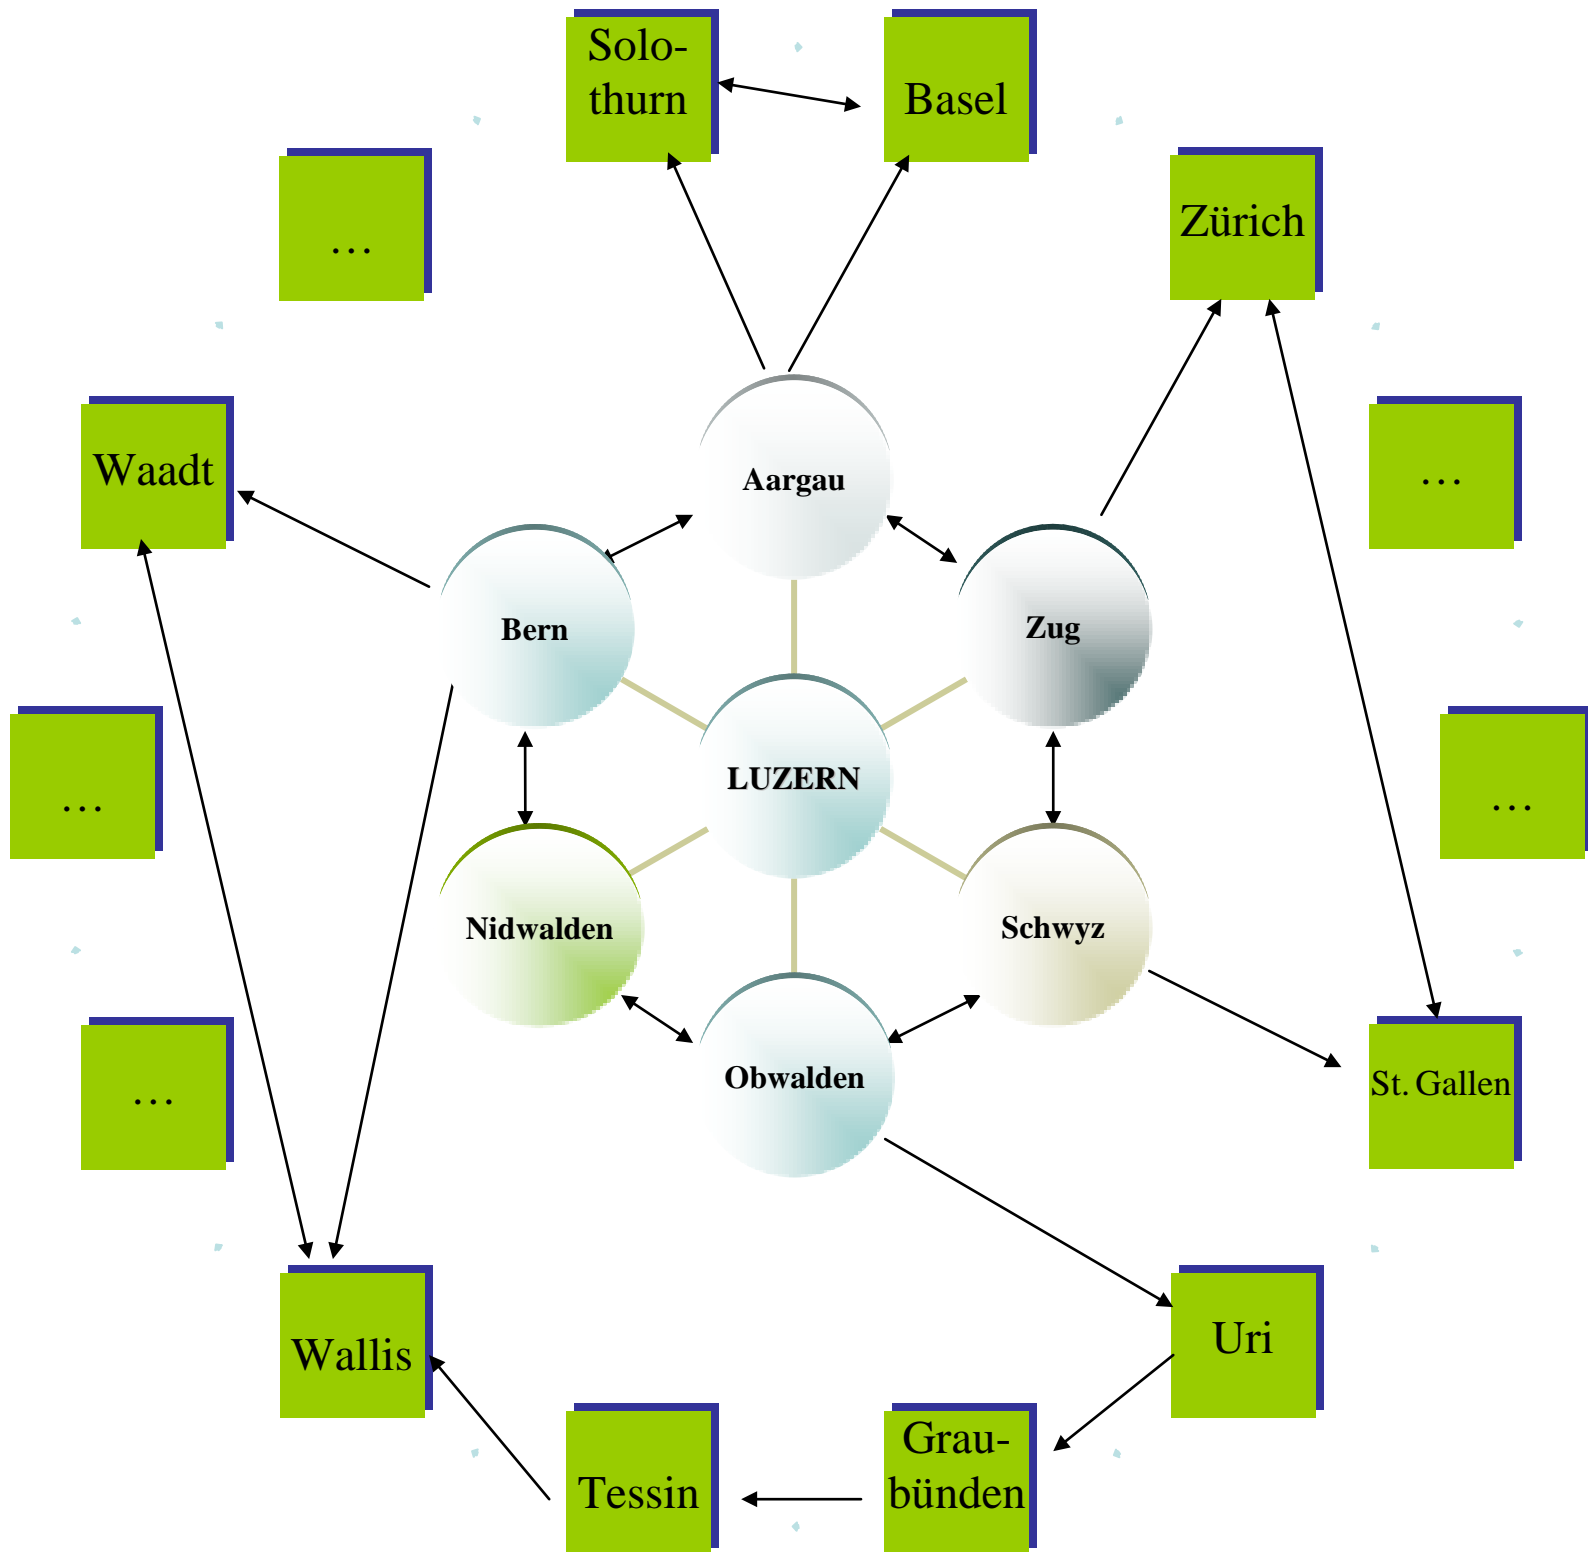 Solo-
thurn
Basel
Zürich
…
Waadt
…
Aargau
Bern
Zug
LUZERN
…
…
Nidwalden
Schwyz
Obwalden
…
St. Gallen
Uri
Wallis
Grau-
bünden
Tessin